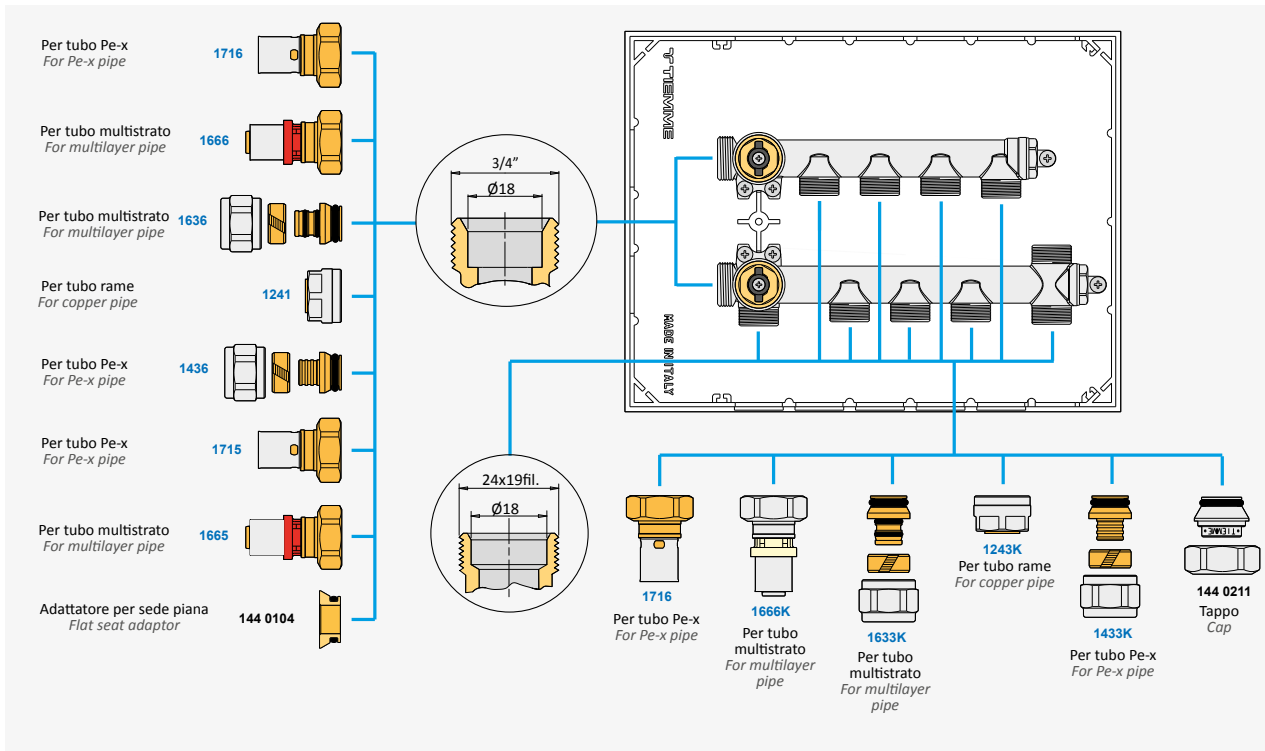 Per tubo Pe-x
For Pe-x pipe
1716
Per tubo multistrato
For multilayer pipe
1666
Per tubo multistrato
For multilayer pipe
1636
Per tubo rame
For copper pipe
1241
Per tubo Pe-x
For Pe-x pipe
1436
Per tubo Pe-x
For Pe-x pipe
1715
Per tubo multistrato
For multilayer pipe
1665
Adattatore per sede piana
Flat seat adaptor
144 0104
3/4”
Ø18
24x19fil.
Ø18
TIEMME
MADE IN ITALY
1716
Per tubo Pe-x
For Pe-x pipe
1666K
Per tubo
multistrato
For multilayer
pipe
1633K
Per tubo
multistrato
For multilayer
pipe
1243K
Per tubo rame
For copper pipe
1433K
Per tubo Pe-x
For Pe-x pipe
TIEMME
144 0211
Tappo
Cap